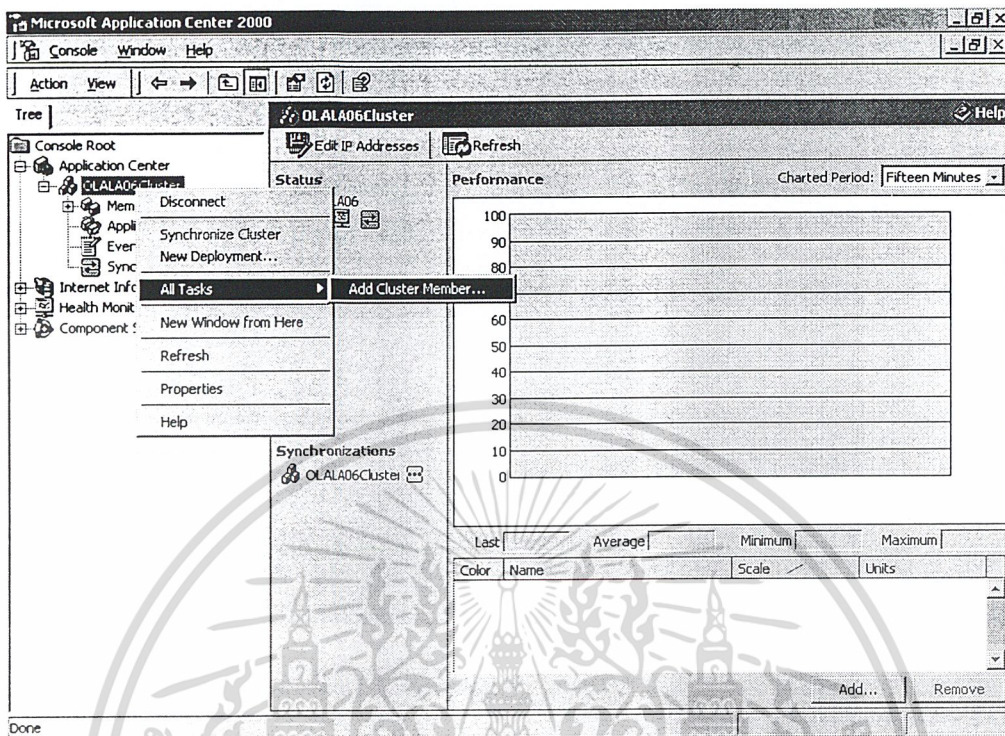 Microsoft Application Center 2000
Console Window Help
Action View
Tree
OLALA06Cluster
Help
Console Root
Edit IP Addresses
Refresh
Application Center
OLALA06Cluster
Status
Performance
Charted Period: Fifteen Minutes
Mem
Disconnect
LA06
Appli
Synchronize Cluster
Ever
New Deployment...
Sync
Internet Info
All Tasks
Add Cluster Member...
Health Monit
Component S
New Window from Here
Refresh
Properties
Help
100
90
80
60
50
40
30
20
10
0
Synchronizations
OLALA06Cluster
Last Average Minimum Maximum
Color Name Scale Units
Add... Remove
Done